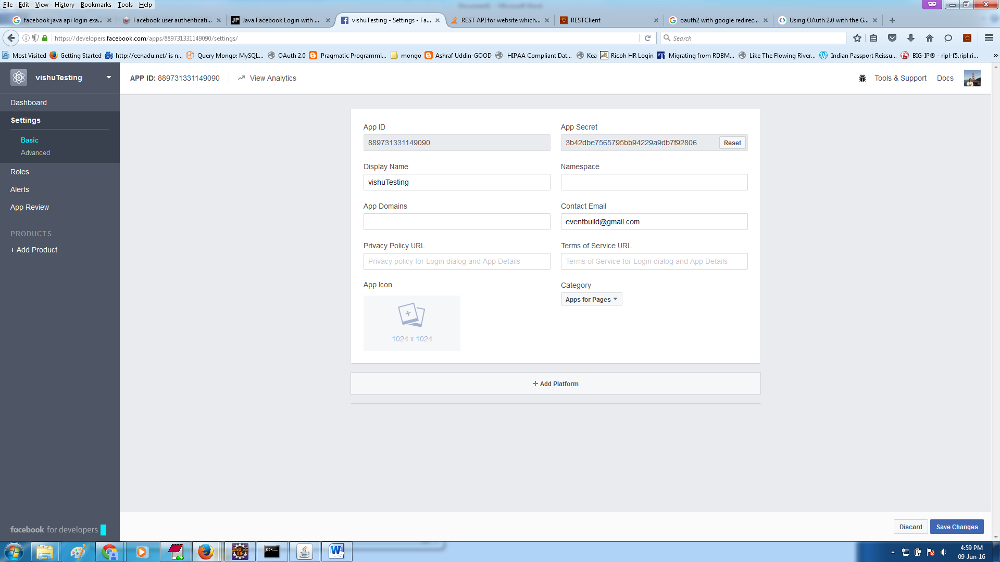 File Edit View History Bookmarks Tools Help
facebook java api login exa...
Facebook user authenticati...
JP Java Facebook Login with ...
vishuTesting - Settings - Fa...
REST API for website which...
RESTClient
oauth2 with google redirec...
Using OAuth 2.0 with the G...
https://developers.facebook.com/apps/889731331149090/settings/
Search
Most Visited Getting Started http://eenadu.net/ is n... Query Mongo: MySQL... OAuth 2.0 Pragmatic Programmi... mongo Ashraf Uddin-GOOD HIPAA Compliant Dat... Kea Ricoh HR Login Migrating from RDBM... Like The Flowing River... Indian Passport Reissu... BIG-IP® - ripl-f5.ripl.ri... »
vishuTesting
APP ID: 889731331149090 View Analytics
Tools & Support Docs
Dashboard
Settings
Basic
Advanced
Roles
Alerts
App Review
PRODUCTS
+ Add Product
App ID
889731331149090
App Secret
3b42dbe7565795bb94229a9db7f92806 Reset
Display Name
vishuTesting
Namespace
App Domains
Contact Email
eventbuild@gmail.com
Privacy Policy URL
Privacy policy for Login dialog and App Details
Terms of Service URL
Terms of Service for Login dialog and App Details
App Icon
1024 x 1024
Category
Apps for Pages
+ Add Platform
facebook for developers
Discard Save Changes
Java EE
IDE
C:\_
W
4:59 PM
09-Jun-16